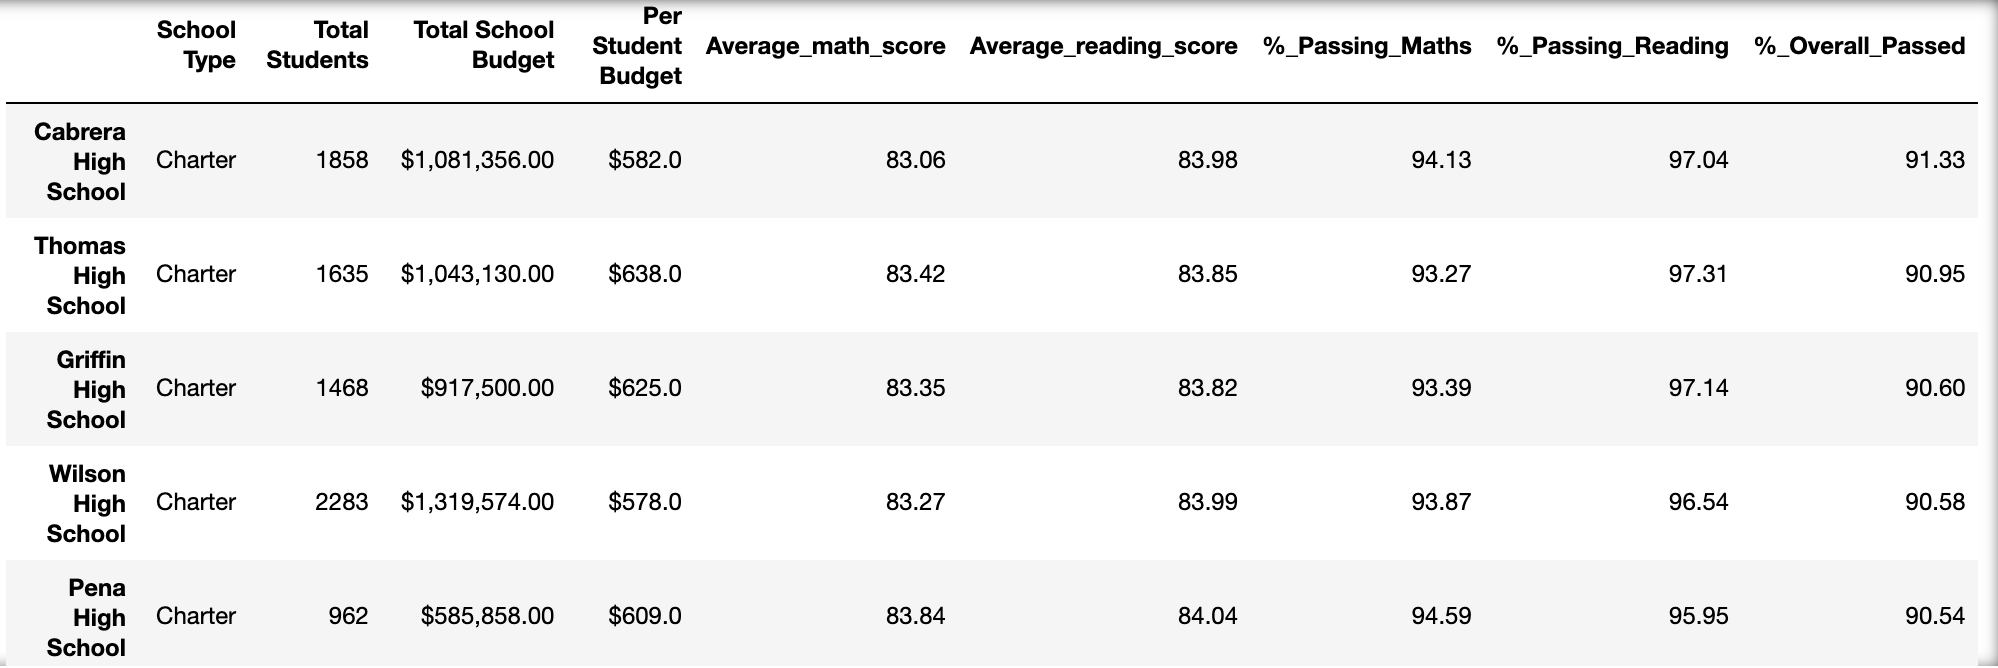 School Type Total Students Total School Budget Per Student Budget Average_math_score Average_reading_score %_Passing_Maths %_Passing_Reading %_Overall_Passed
Cabrera High School Charter 1858 $1,081,356.00 $582.0 83.06 83.98 94.13 97.04 91.33
Thomas High School Charter 1635 $1,043,130.00 $638.0 83.42 83.85 93.27 97.31 90.95
Griffin High School Charter 1468 $917,500.00 $625.0 83.35 83.82 93.39 97.14 90.60
Wilson High School Charter 2283 $1,319,574.00 $578.0 83.27 83.99 93.87 96.54 90.58
Pena High School Charter 962 $585,858.00 $609.0 83.84 84.04 94.59 95.95 90.54